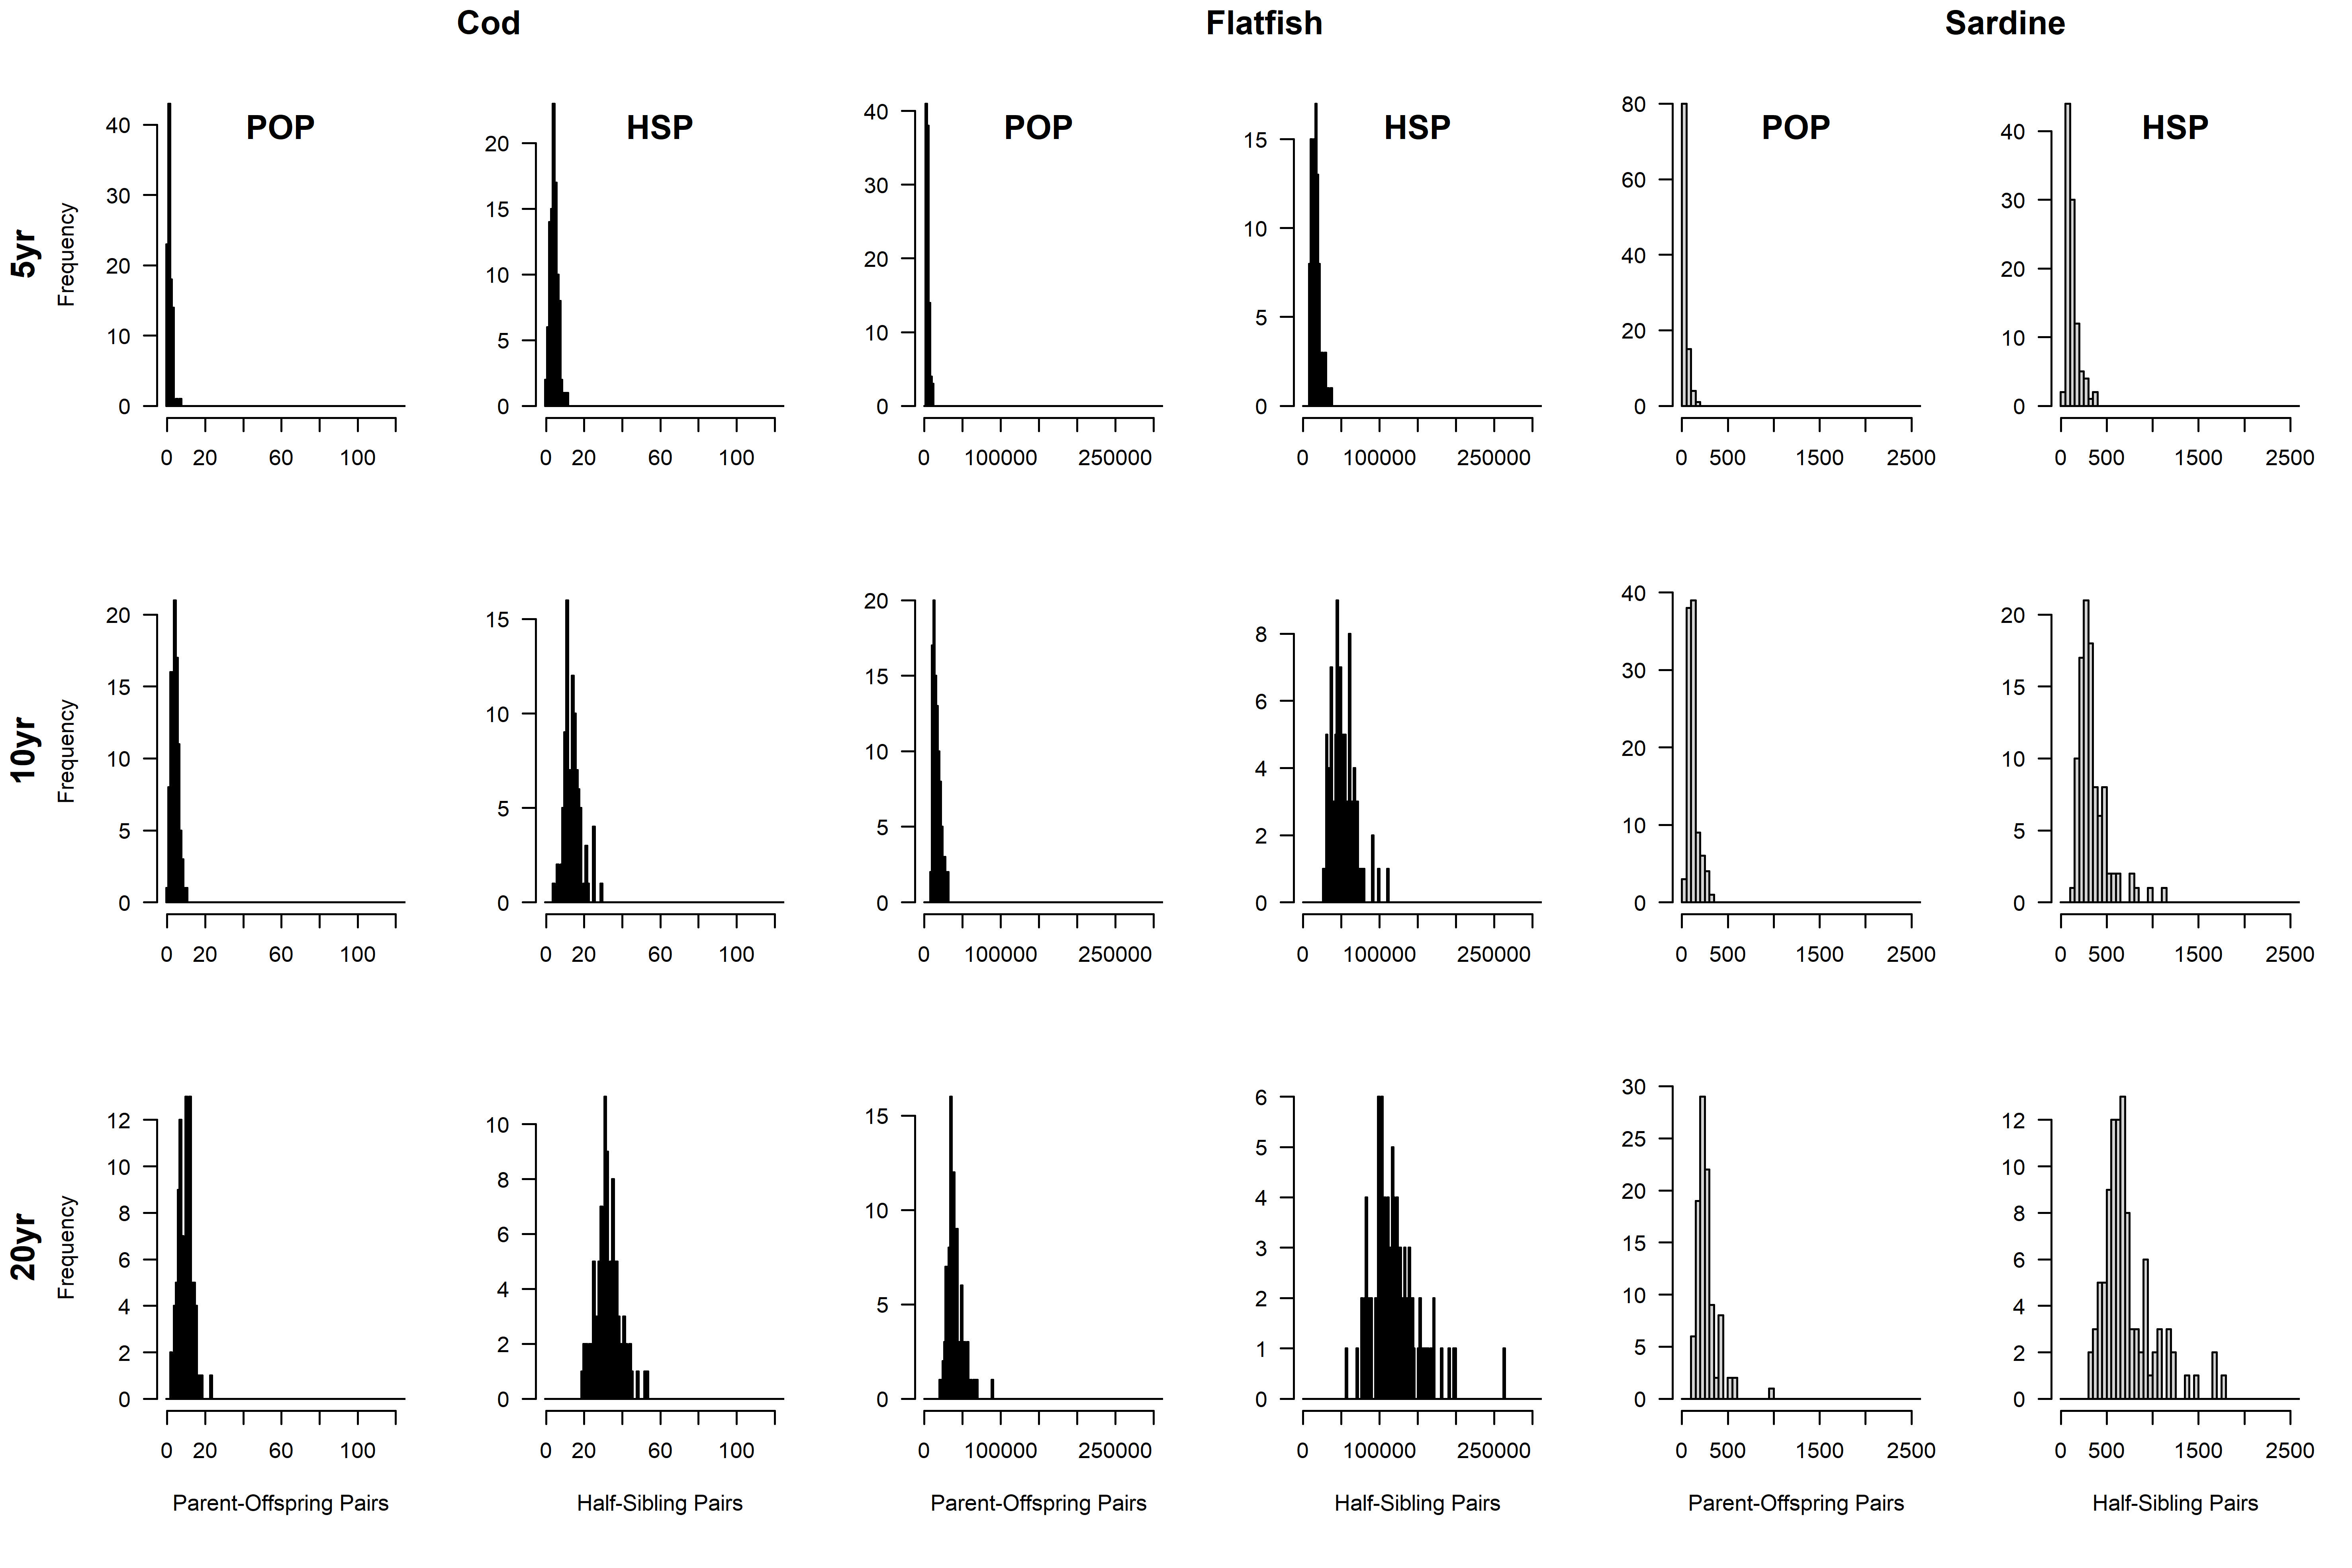 Cod Flatfish Sardine
POP HSP POP HSP POP HSP
5yr
Frequency
0 10 20 30 40
0 20 60 100
0 5 10 15 20
0 20 60 100
0 10 20 30 40
0 100000 250000
0 5 10 15
0 100000 250000
0 20 40 60 80
0 500 1500 2500
0 10 20 30 40
0 500 1500 2500
10yr
Frequency
0 5 10 15 20
0 20 60 100
0 5 10 15
0 20 60 100
0 5 10 15 20
0 100000 250000
0 2 4 6 8
0 100000 250000
0 10 20 30 40
0 500 1500 2500
0 5 10 15 20
0 500 1500 2500
20yr
Frequency
0 2 4 6 8 10 12
0 20 60 100
Parent-Offspring Pairs
0 2 4 6 8 10
0 20 60 100
Half-Sibling Pairs
0 5 10 15
0 100000 250000
Parent-Offspring Pairs
0 1 2 3 4 5 6
0 100000 250000
Half-Sibling Pairs
0 5 10 15 20 25 30
0 500 1500 2500
Parent-Offspring Pairs
0 2 4 6 8 10 12
0 500 1500 2500
Half-Sibling Pairs